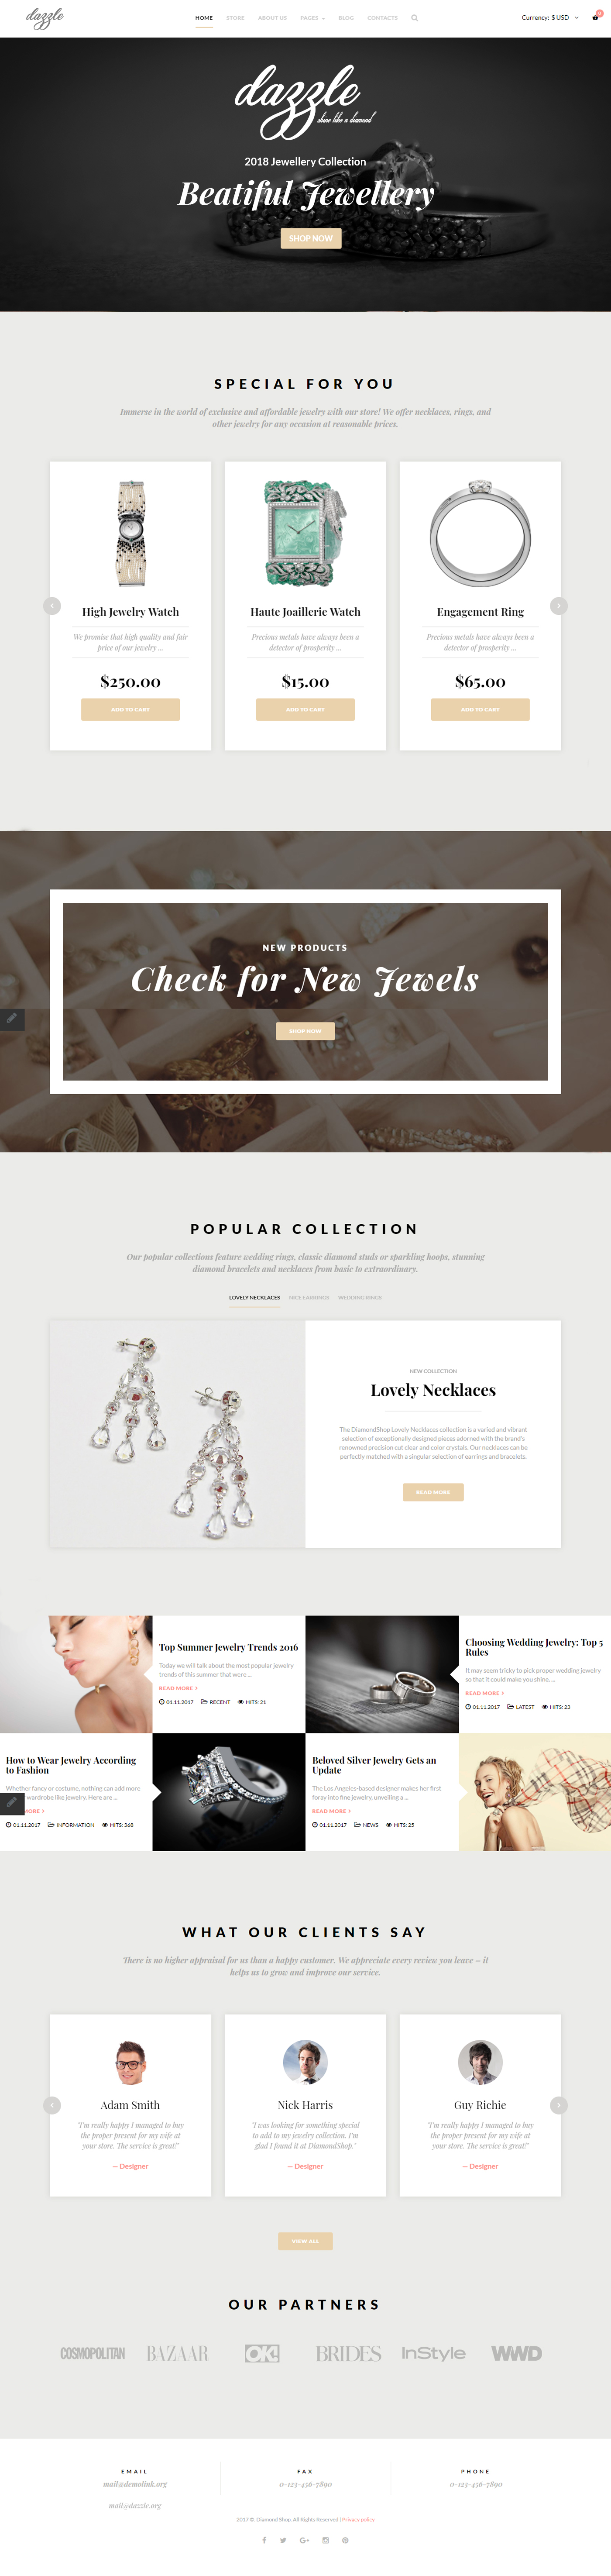 dazzle
HOME STORE ABOUT US PAGES BLOG CONTACTS
Currency: $ USD
0
dazzle
shine like a diamond
2018 Jewellery Collection
Beatiful Jewellery
SHOP NOW
SPECIAL FOR YOU
Immerse in the world of exclusive and affordable jewelry with our store! We offer necklaces, rings, and
other jewelry for any occasion at reasonable prices.
High Jewelry Watch
We promise that high quality and fair
price of our jewelry ...
$250.00
ADD TO CART
Haute Joaillerie Watch
Precious metals have always been a
detector of prosperity ...
$15.00
ADD TO CART
Engagement Ring
Precious metals have always been a
detector of prosperity ...
$65.00
ADD TO CART
NEW PRODUCTS
Check for New Jewels
SHOP NOW
POPULAR COLLECTION
Our popular collections feature wedding rings, classic diamond studs or sparkling hoops, stunning
diamond bracelets and necklaces from basic to extraordinary.
LOVELY NECKLACES NICE EARRINGS WEDDING RINGS
NEW COLLECTION
Lovely Necklaces
The DiamondShop Lovely Necklaces collection is a varied and vibrant
selection of exceptionally designed pieces adorned with the brand's
renowned precision cut clear and color crystals. Our necklaces can be
perfectly matched with a singular selection of earrings and bracelets.
READ MORE
Top Summer Jewelry Trends 2016
Today we will talk about the most popular jewelry
trends of this summer that were ...
READ MORE
01.11.2017 RECENT HITS: 21
Choosing Wedding Jewelry: Top 5
Rules
It may seem tricky to pick proper wedding jewelry
so that it could make you shine. ...
READ MORE
01.11.2017 LATEST HITS: 23
How to Wear Jewelry According
to Fashion
Whether fancy or costume, nothing can add more
wardrobe like jewelry. Here are ...
MORE
01.11.2017 INFORMATION HITS: 368
Beloved Silver Jewelry Gets an
Update
The Los Angeles-based designer makes her first
foray into fine jewelry, unveiling a ...
READ MORE
01.11.2017 NEWS HITS: 25
WHAT OUR CLIENTS SAY
There is no higher appraisal for us than a happy customer. We appreciate every review you leave – it
helps us to grow and improve our service.
Adam Smith
"I'm really happy I managed to buy
the proper present for my wife at
your store. The service is great!"
— Designer
Nick Harris
"I was looking for something special
to add to my jewelry collection. I'm
glad I found it at DiamondShop."
— Designer
Guy Richie
"I'm really happy I managed to buy
the proper present for my wife at
your store. The service is great!"
— Designer
VIEW ALL
OUR PARTNERS
COSMOPOLITAN BAZAAR OK! BRIDES InStyle WWD
EMAIL
mail@demolink.org
mail@dazzle.org
FAX
0-123-456-7890
PHONE
0-123-456-7890
2017 ©. Diamond Shop. All Rights Reserved | Privacy policy